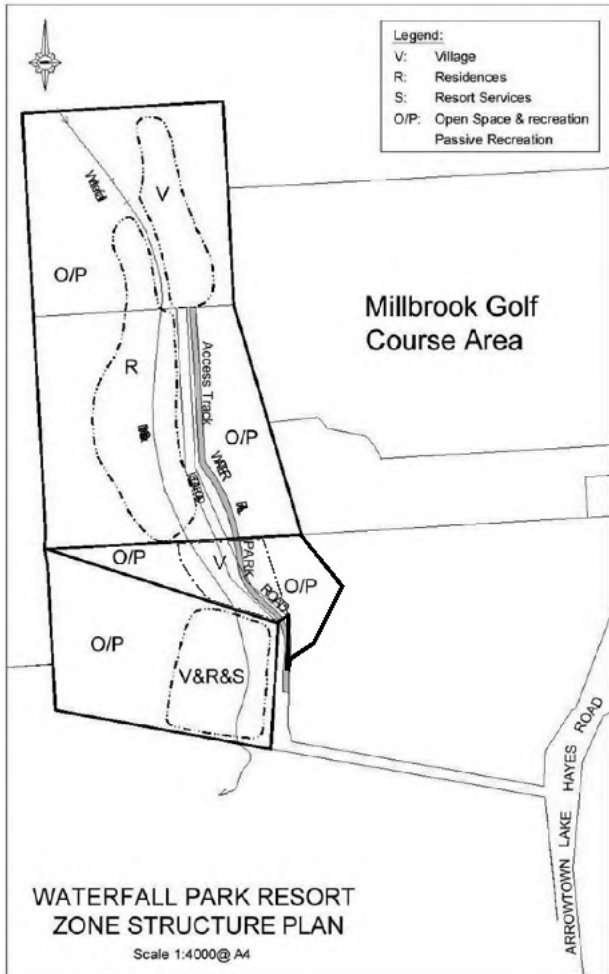 Legend:
V: Village
R: Residences
S: Resort Services
O/P: Open Space & recreation
Passive Recreation
V
O/P
Millbrook Golf
Course Area
R
Access Track
O/P
PARK
ROAD
O/P
V
O/P
O/P
V&R&S
ARROWTOWN LAKE HAYES
ROAD
WATERFALL PARK RESORT
ZONE STRUCTURE PLAN
Scale 1:4000@ A4